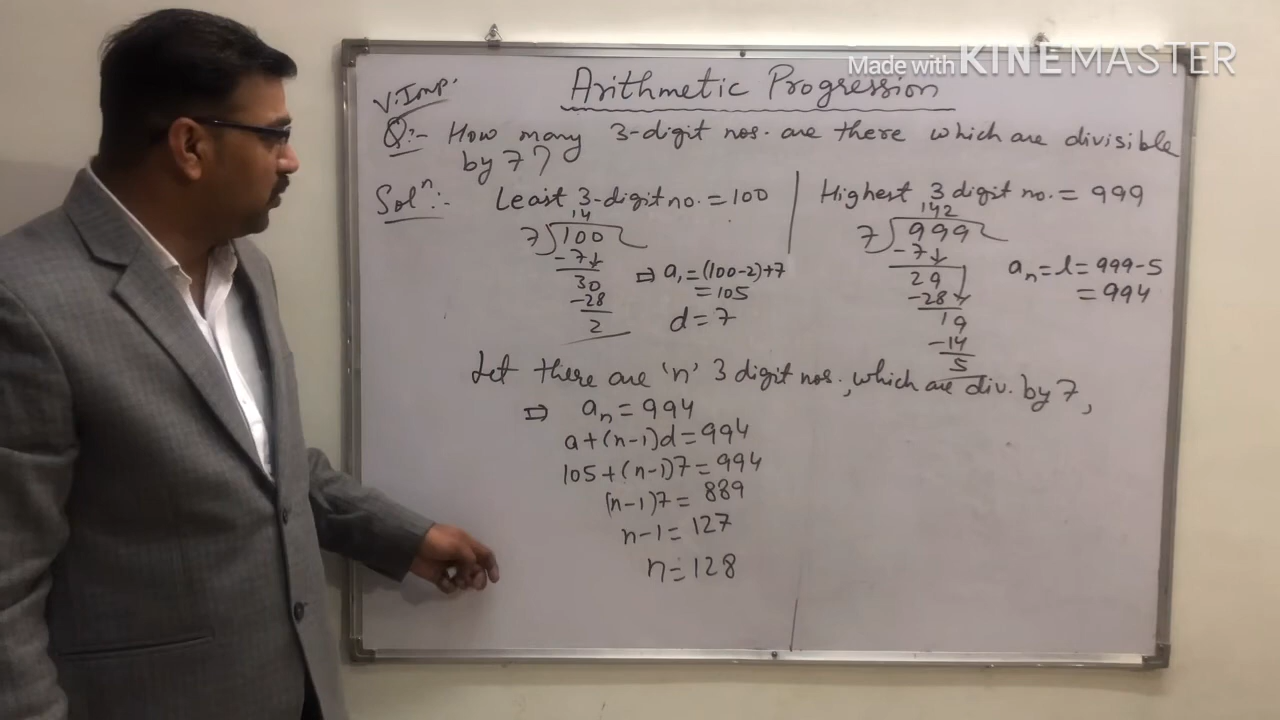 Made with KINEMASTER
Arithmetic Progression
V.Imp.
Q:- How many 3-digit nos. are there which are divisible
by 7?
Solⁿ:- Least 3-digit no. = 100
14
7 100
-7↓
30
-28
2
⇒ a₁ = (100-2)+7
= 105
d = 7
Highest 3 digit no. = 999
142
7 999
-7↓
29
-28↓
19
-14
5
aₙ = l = 999-5
= 994
Let there are 'n' 3 digit nos., which are div. by 7,
⇒ aₙ = 994
a+(n-1)d = 994
105+(n-1)7 = 994
(n-1)7 = 889
n-1 = 127
n = 128